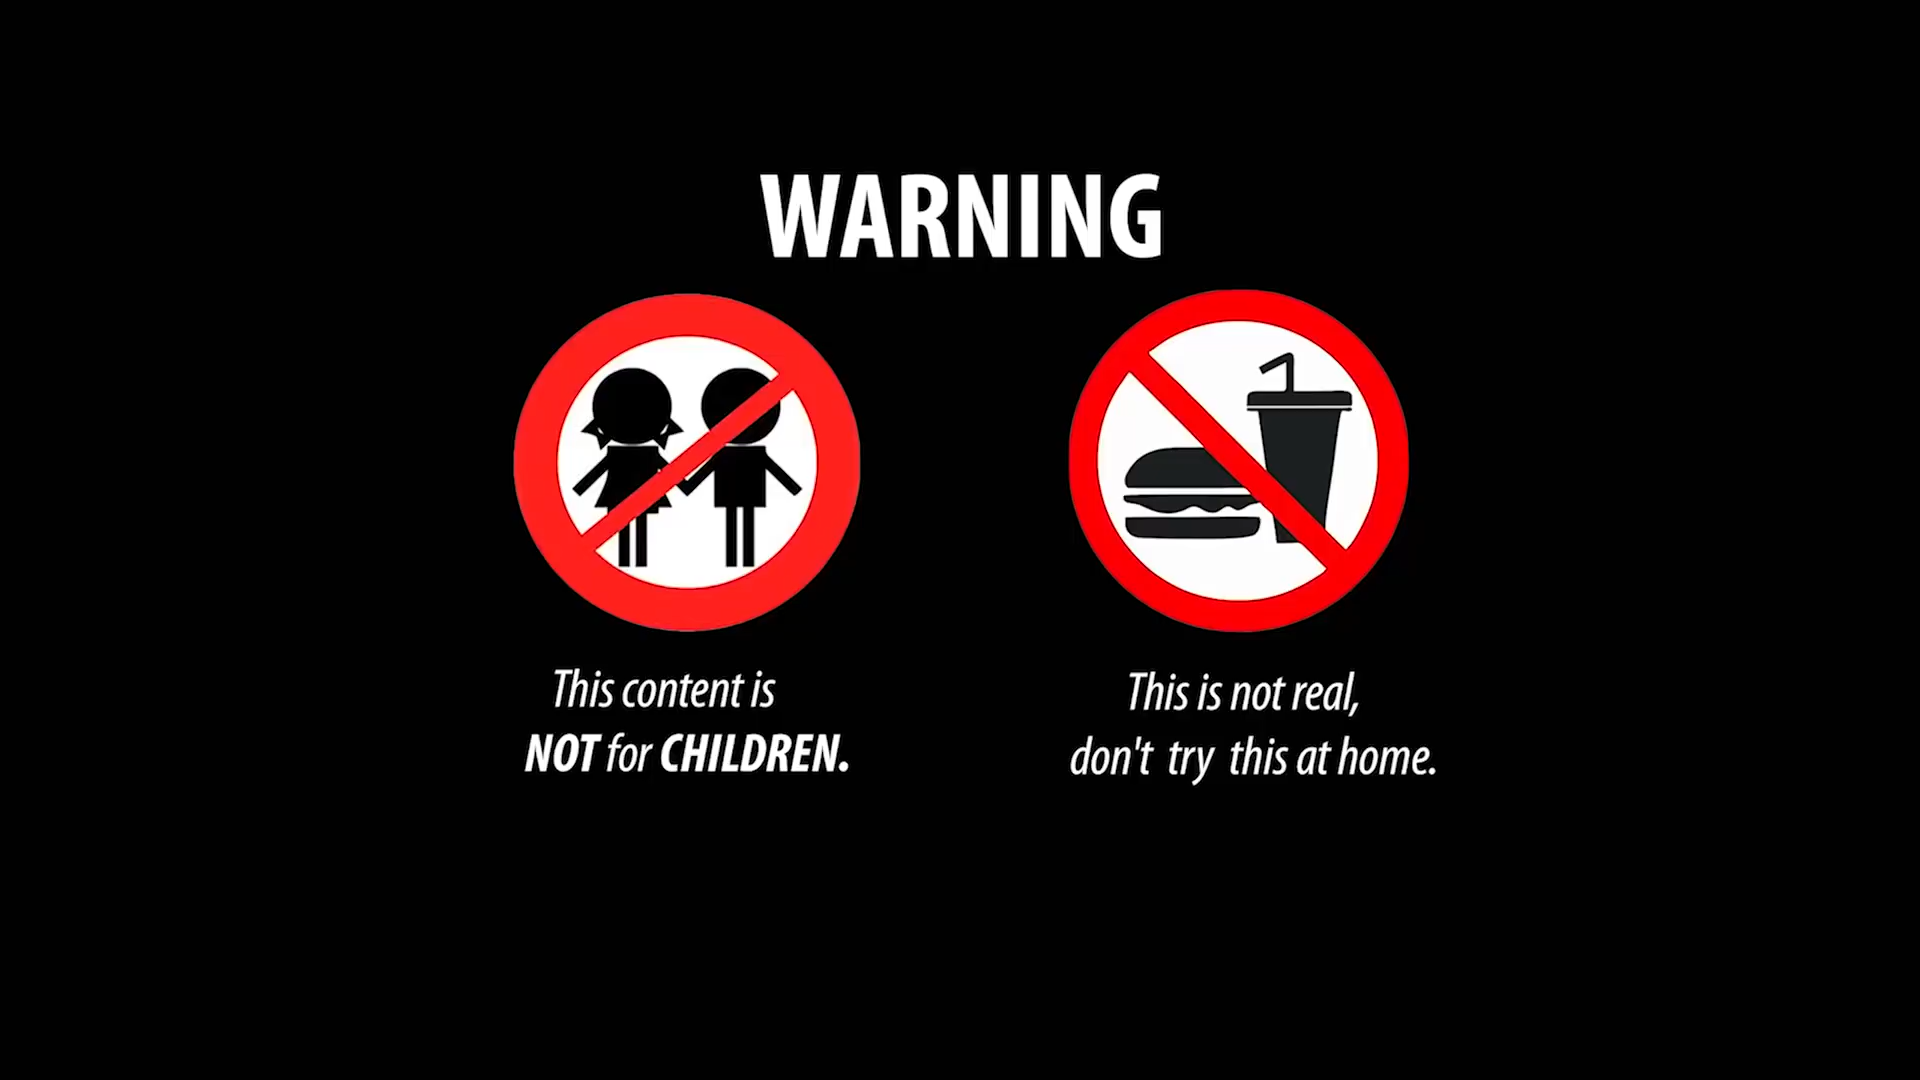 WARNING
This content is
NOT for CHILDREN.
This is not real,
don't try this at home.